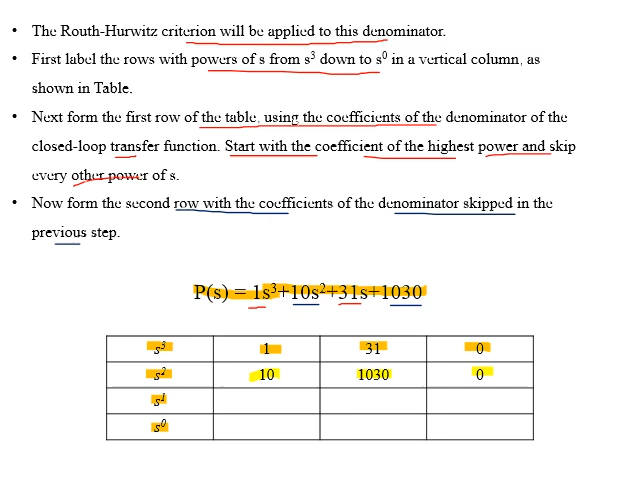 • The Routh-Hurwitz criterion will be applied to this denominator.
• First label the rows with powers of s from s³ down to s⁰ in a vertical column, as
shown in Table.
• Next form the first row of the table, using the coefficients of the denominator of the
closed-loop transfer function. Start with the coefficient of the highest power and skip
every other power of s.
• Now form the second row with the coefficients of the denominator skipped in the
previous step.
P(s) = 1s³+10s²+31s+1030
s³ 1 31 0
s² 10 1030 0
s¹
s⁰